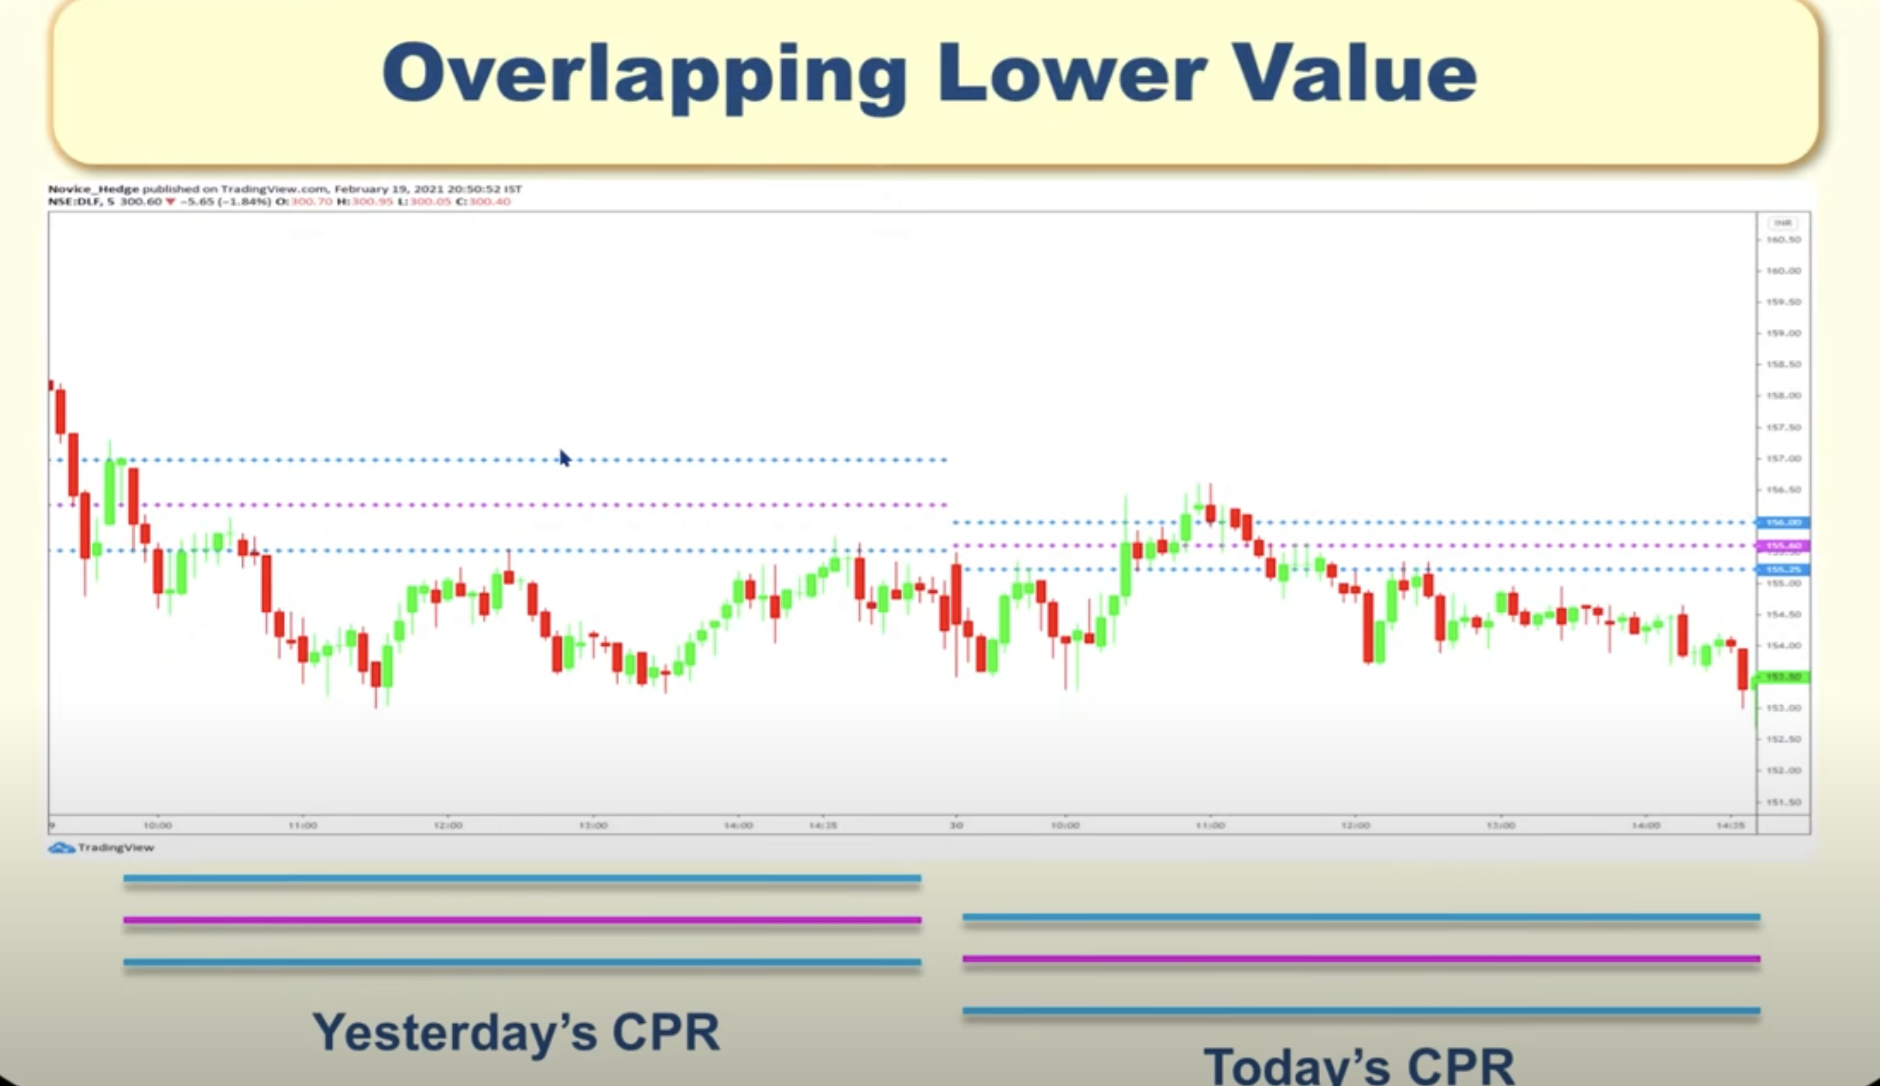 Overlapping Lower Value
Novice_Hedge published on TradingView.com, February 19, 2021 20:50:52 IST
NSE:DLF, 5 300.60 ▼ −5.65 (−1.84%) O:300.70 H:300.95 L:300.05 C:300.40
INR
160.50
160.00
159.50
159.00
158.50
158.00
157.50
157.00
156.50
156.00
155.60
155.25
155.00
154.50
154.00
153.50
153.00
152.50
152.00
151.50
9 10:00 11:00 12:00 13:00 14:00 14:35 30 10:00 11:00 12:00 13:00 14:00 14:35
TradingView
Yesterday’s CPR
Today’s CPR